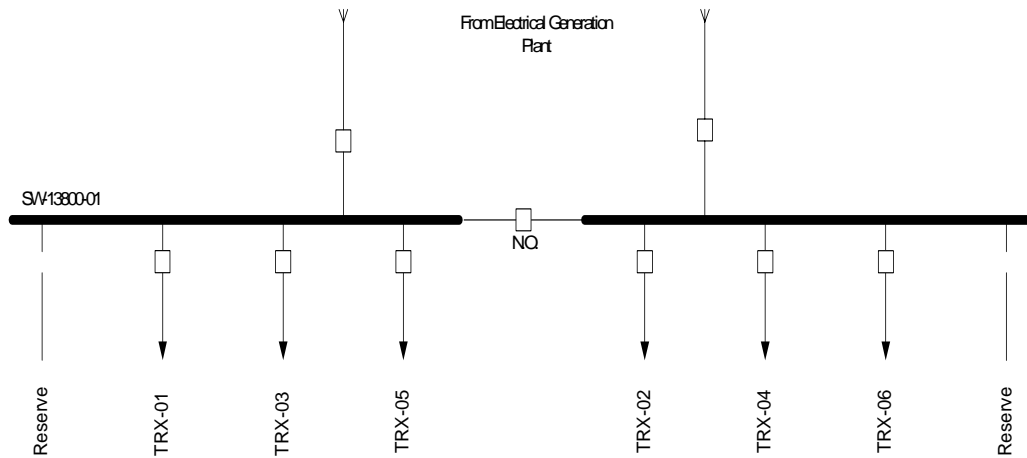 From Electrical Generation
Plant
SW-13800-01
N.O.
Reserve
TRX-01
TRX-03
TRX-05
TRX-02
TRX-04
TRX-06
Reserve